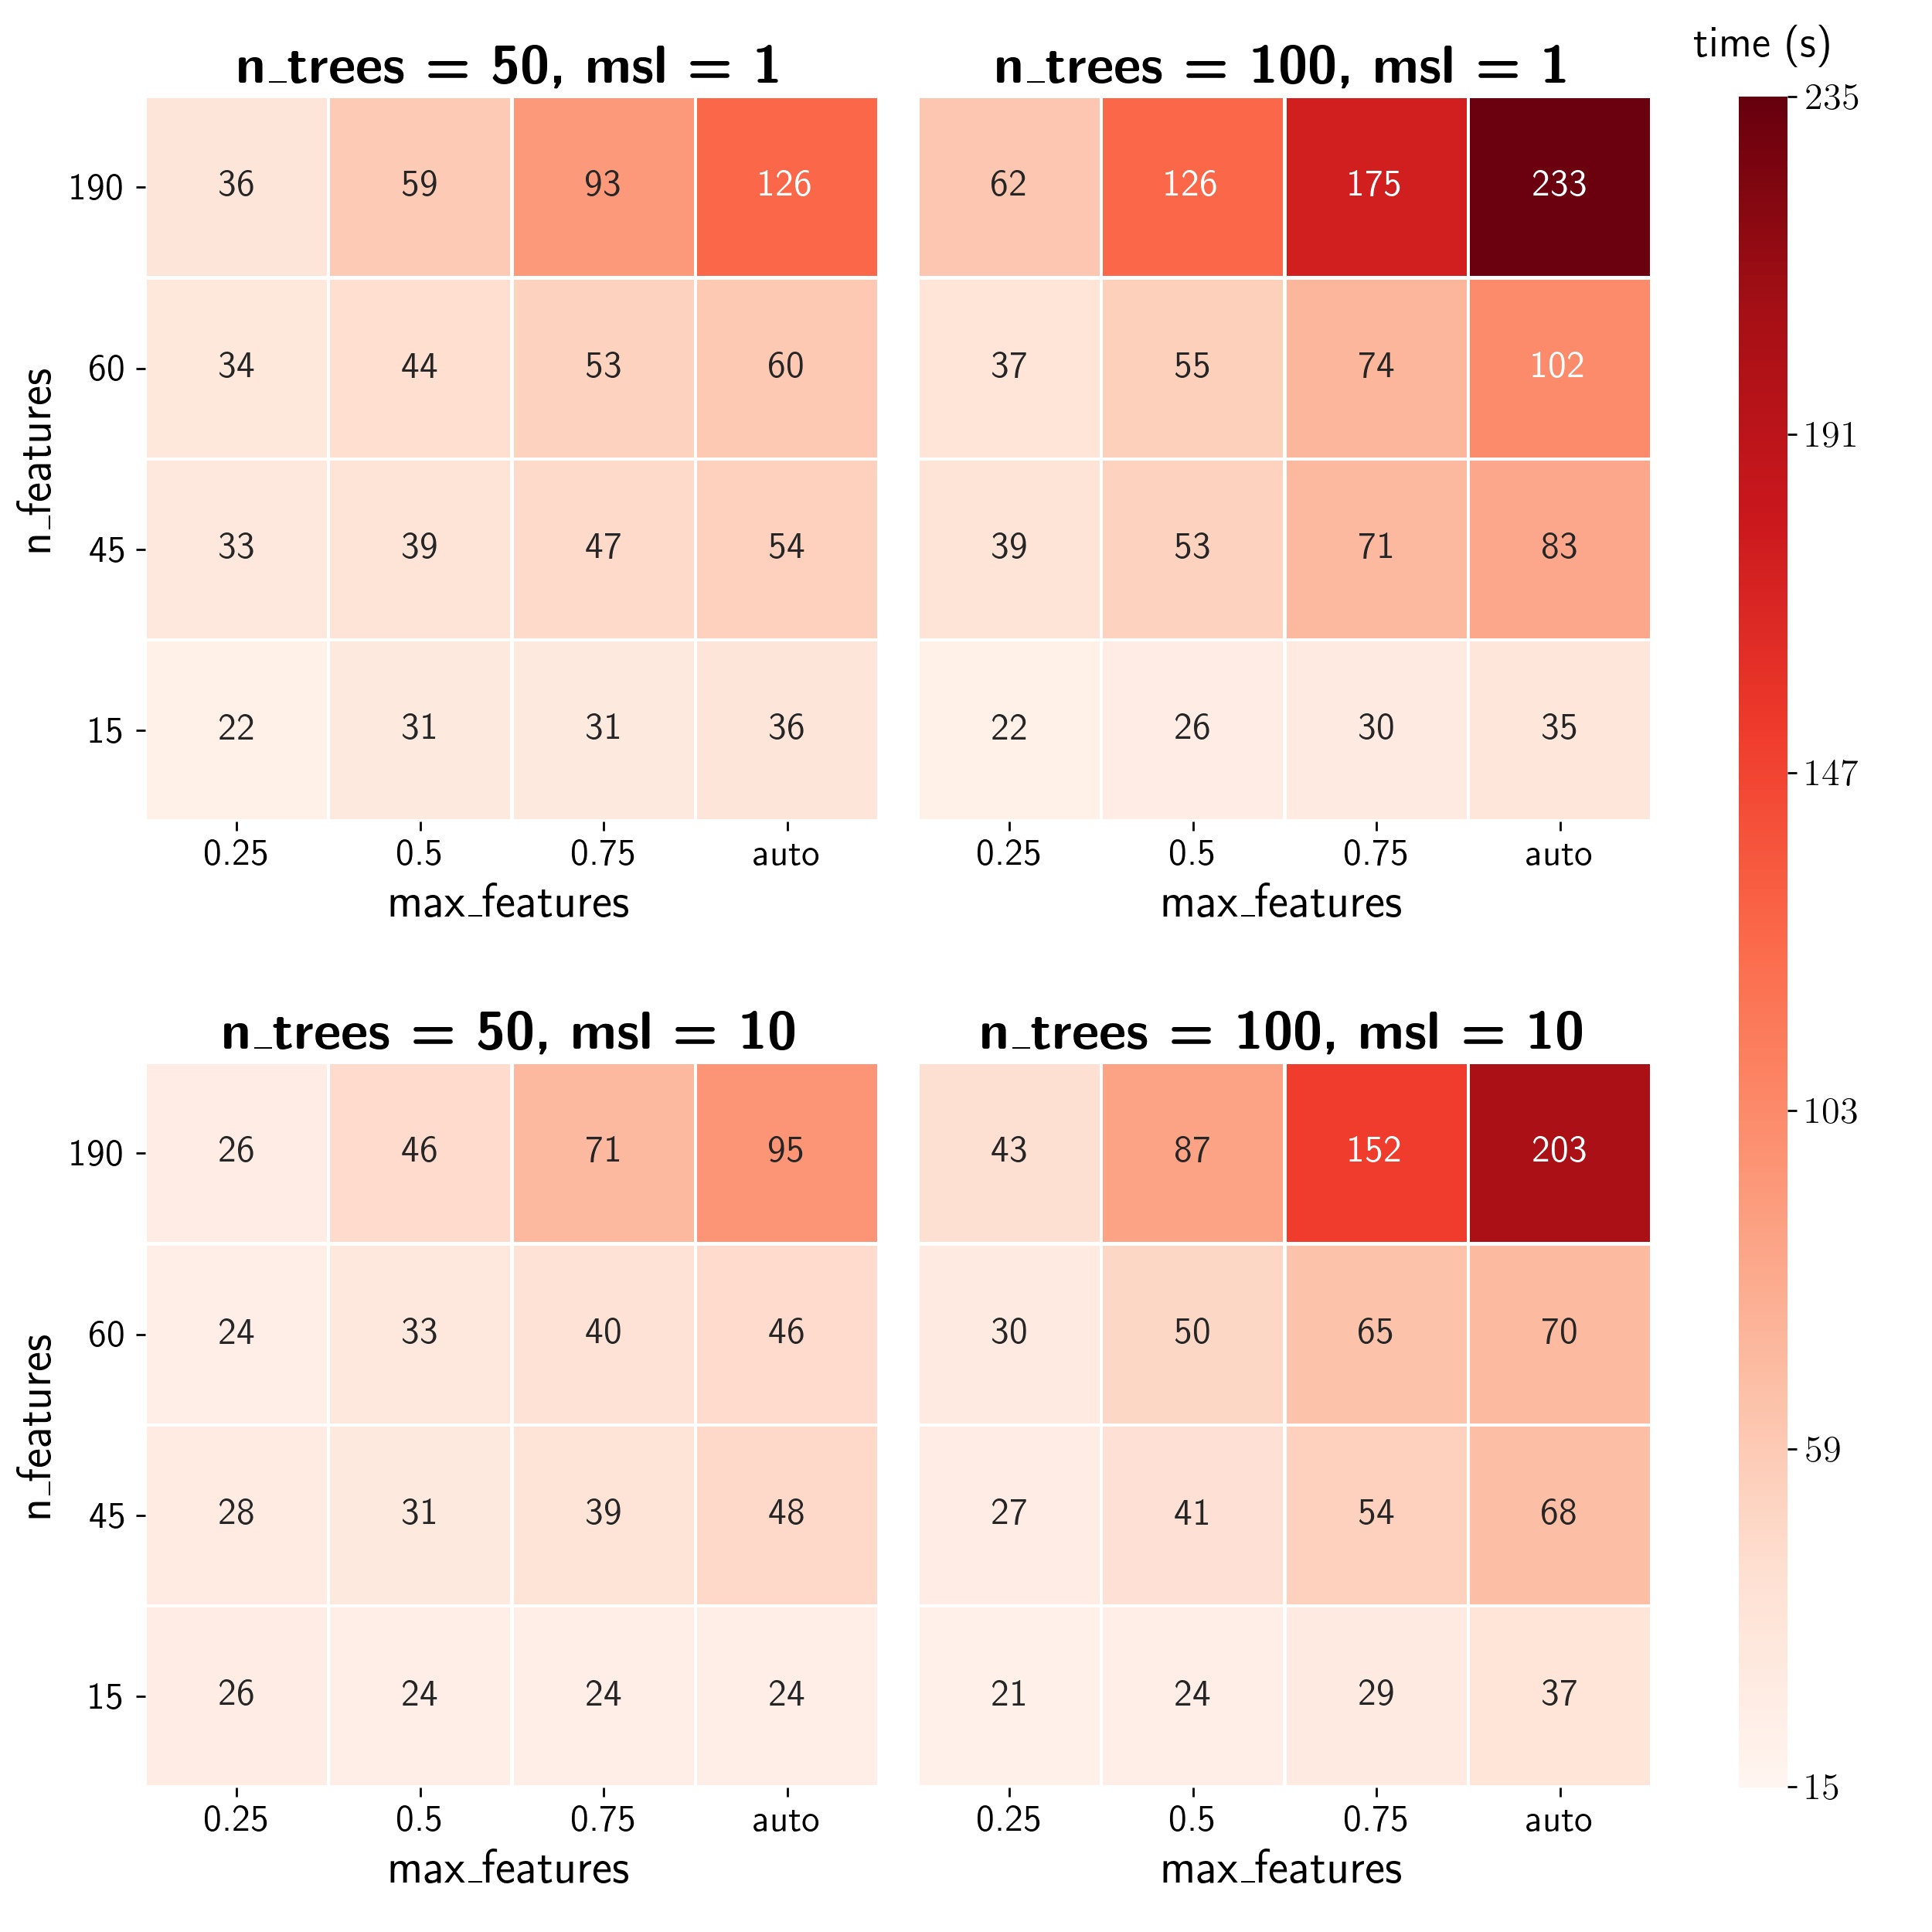 time (s)
n_trees = 50, msl = 1
n_trees = 100, msl = 1
235
190 36 59 93 126 62 126 175 233
60 34 44 53 60 37 55 74 102
191
n_features
45 33 39 47 54 39 53 71 83
15 22 31 31 36 22 26 30 35
147
0.25 0.5 0.75 auto 0.25 0.5 0.75 auto
max_features max_features
n_trees = 50, msl = 10
n_trees = 100, msl = 10
103
190 26 46 71 95 43 87 152 203
60 24 33 40 46 30 50 65 70
n_features
59
45 28 31 39 48 27 41 54 68
15 26 24 24 24 21 24 29 37
15
0.25 0.5 0.75 auto 0.25 0.5 0.75 auto
max_features max_features